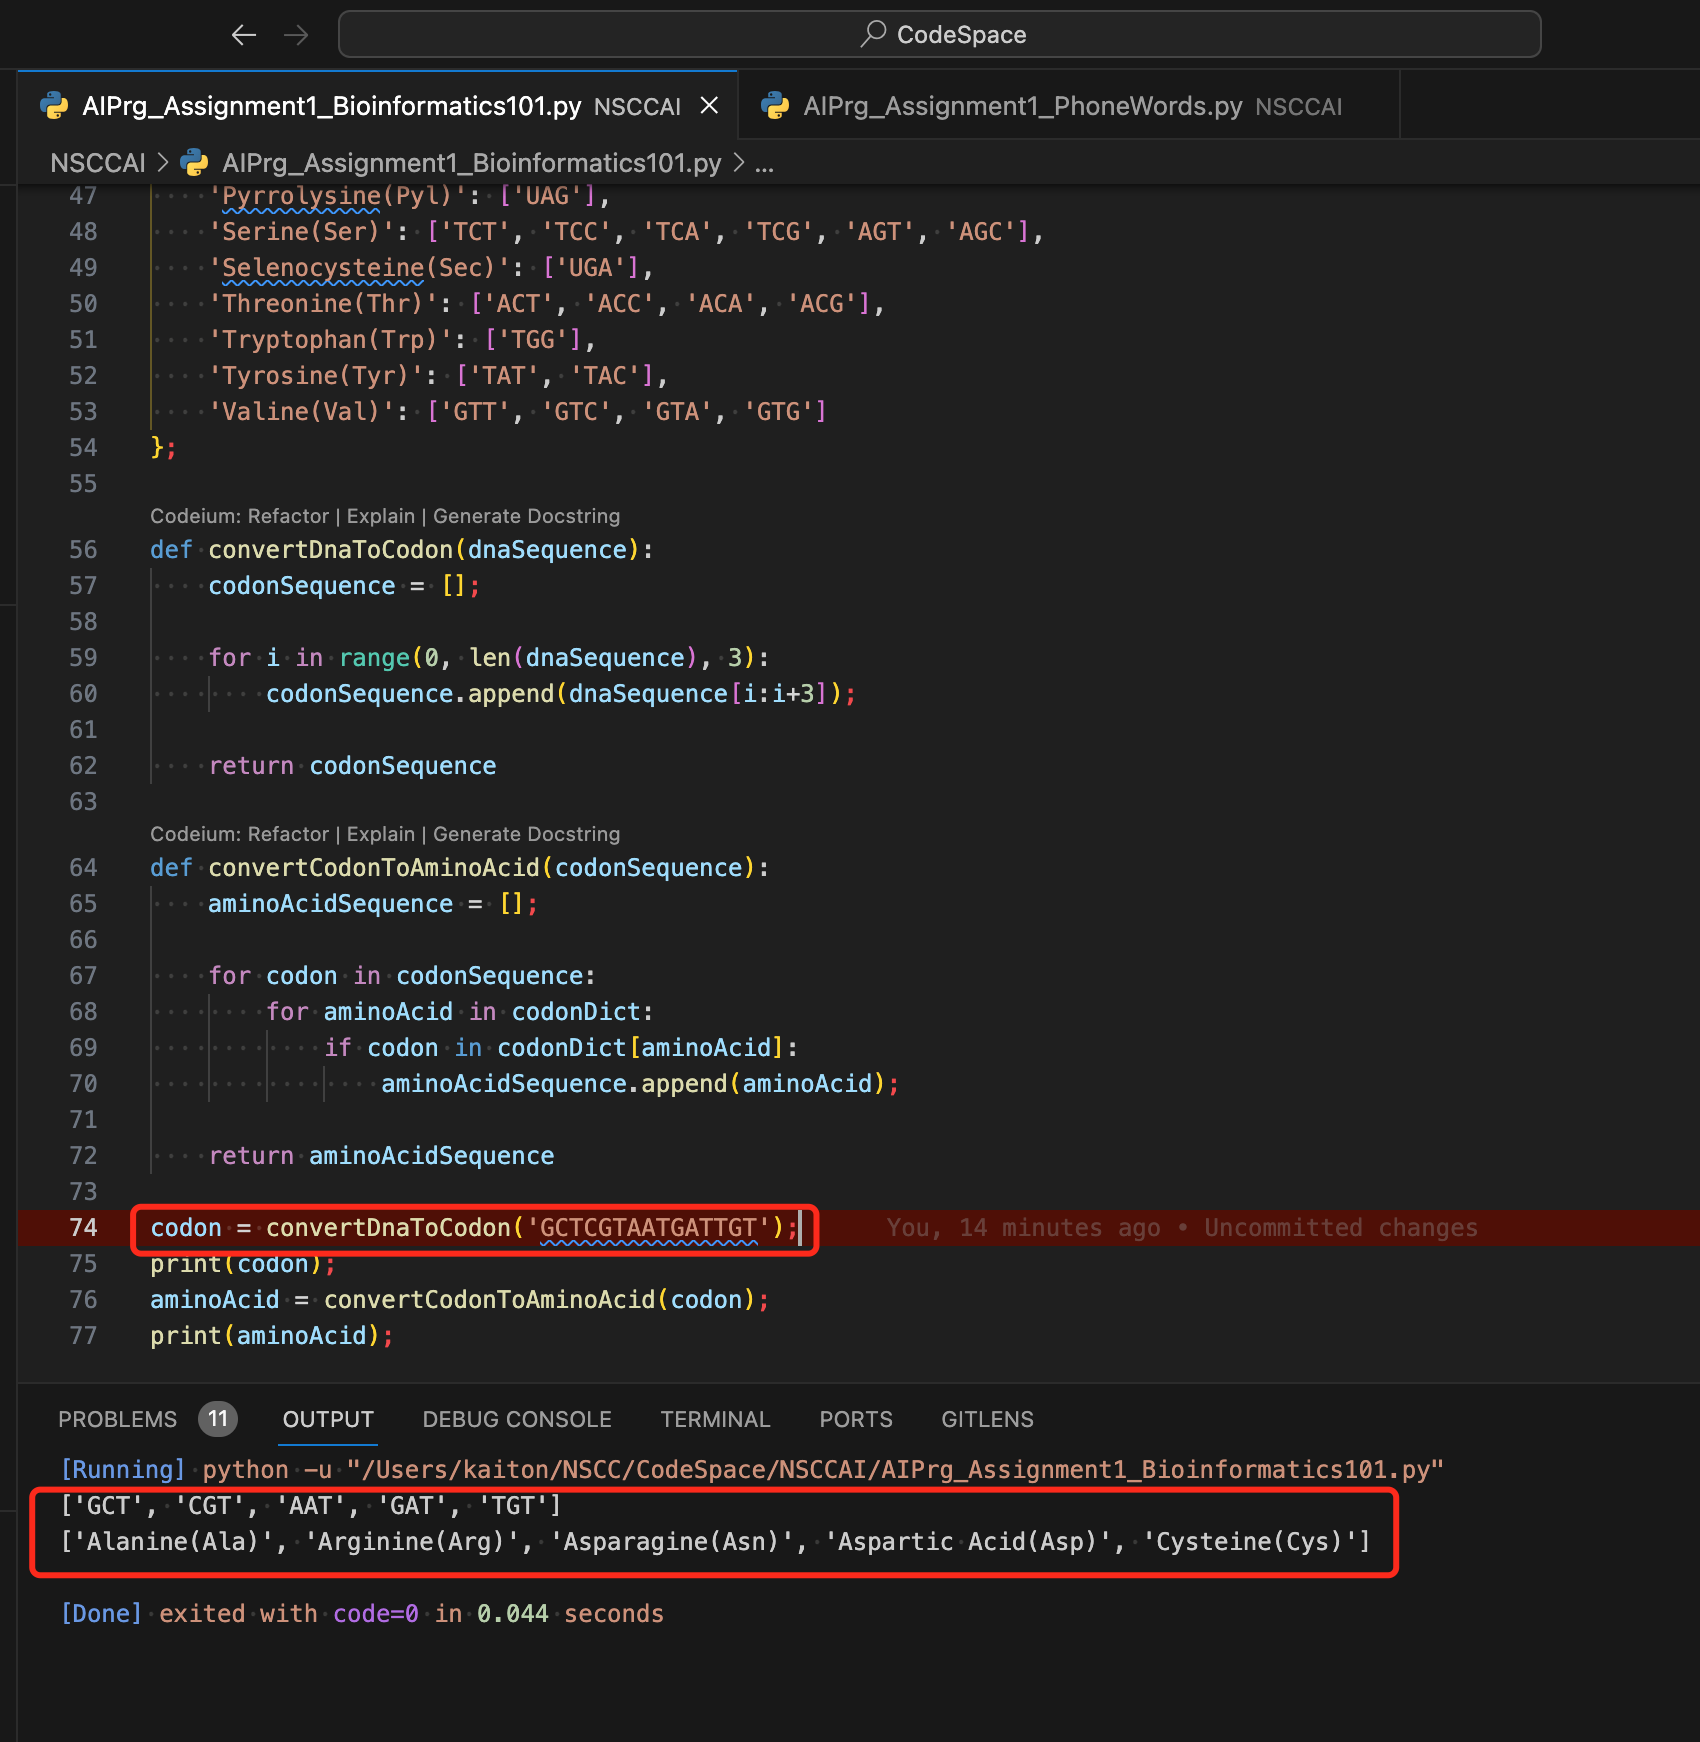 CodeSpace
AIPrg_Assignment1_Bioinformatics101.py NSCCAI
AIPrg_Assignment1_PhoneWords.py NSCCAI
NSCCAI > AIPrg_Assignment1_Bioinformatics101.py > ...
47     'Pyrrolysine(Pyl)': ['UAG'],
48     'Serine(Ser)': ['TCT', 'TCC', 'TCA', 'TCG', 'AGT', 'AGC'],
49     'Selenocysteine(Sec)': ['UGA'],
50     'Threonine(Thr)': ['ACT', 'ACC', 'ACA', 'ACG'],
51     'Tryptophan(Trp)': ['TGG'],
52     'Tyrosine(Tyr)': ['TAT', 'TAC'],
53     'Valine(Val)': ['GTT', 'GTC', 'GTA', 'GTG']
54 };
55
Codeium: Refactor | Explain | Generate Docstring
56 def convertDnaToCodon(dnaSequence):
57     codonSequence = [];
58
59     for i in range(0, len(dnaSequence), 3):
60         codonSequence.append(dnaSequence[i:i+3]);
61
62     return codonSequence
63
Codeium: Refactor | Explain | Generate Docstring
64 def convertCodonToAminoAcid(codonSequence):
65     aminoAcidSequence = [];
66
67     for codon in codonSequence:
68         for aminoAcid in codonDict:
69             if codon in codonDict[aminoAcid]:
70                 aminoAcidSequence.append(aminoAcid);
71
72     return aminoAcidSequence
73
74 codon = convertDnaToCodon('GCTCGTAATGATTGT'); You, 14 minutes ago • Uncommitted changes
75 print(codon);
76 aminoAcid = convertCodonToAminoAcid(codon);
77 print(aminoAcid);
PROBLEMS 11 OUTPUT DEBUG CONSOLE TERMINAL PORTS GITLENS
[Running] python -u "/Users/kaiton/NSCC/CodeSpace/NSCCAI/AIPrg_Assignment1_Bioinformatics101.py"
['GCT', 'CGT', 'AAT', 'GAT', 'TGT']
['Alanine(Ala)', 'Arginine(Arg)', 'Asparagine(Asn)', 'Aspartic Acid(Asp)', 'Cysteine(Cys)']
[Done] exited with code=0 in 0.044 seconds